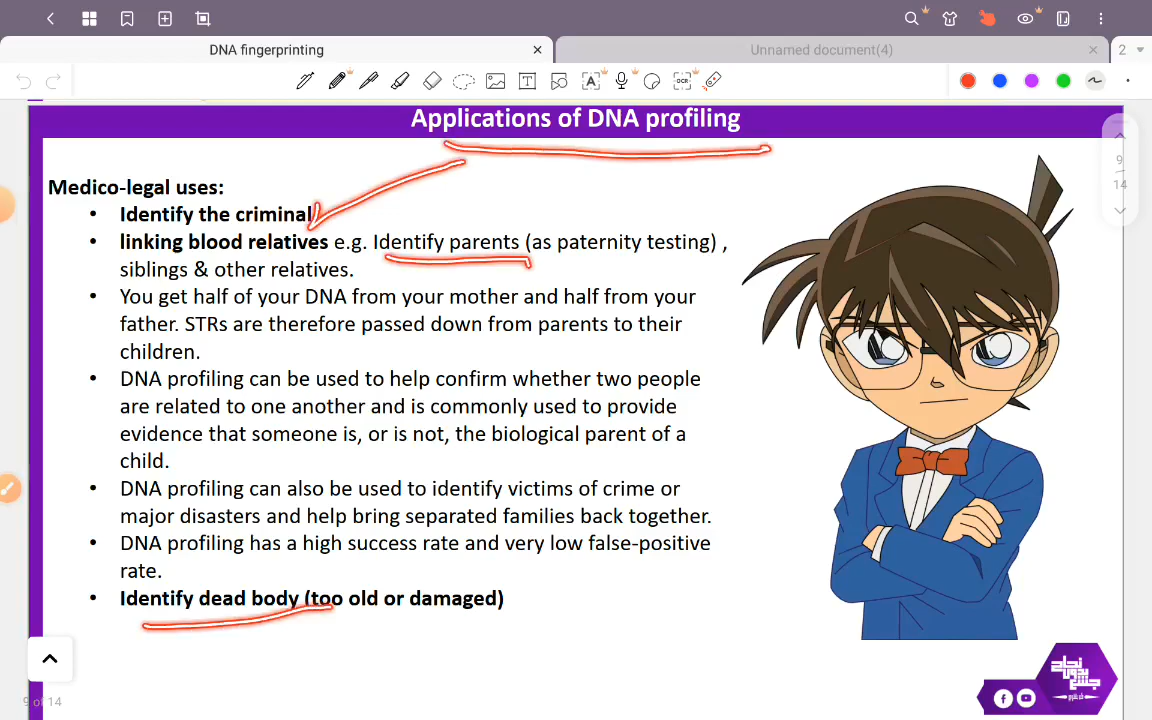 DNA fingerprinting
Unnamed document(4)
2
A
T
OCR
Applications of DNA profiling
9
14
Medico-legal uses:
• Identify the criminal
• linking blood relatives e.g. Identify parents (as paternity testing) ,
siblings & other relatives.
• You get half of your DNA from your mother and half from your
father. STRs are therefore passed down from parents to their
children.
• DNA profiling can be used to help confirm whether two people
are related to one another and is commonly used to provide
evidence that someone is, or is not, the biological parent of a
child.
• DNA profiling can also be used to identify victims of crime or
major disasters and help bring separated families back together.
• DNA profiling has a high success rate and very low false-positive
rate.
• Identify dead body (too old or damaged)
9 of 14